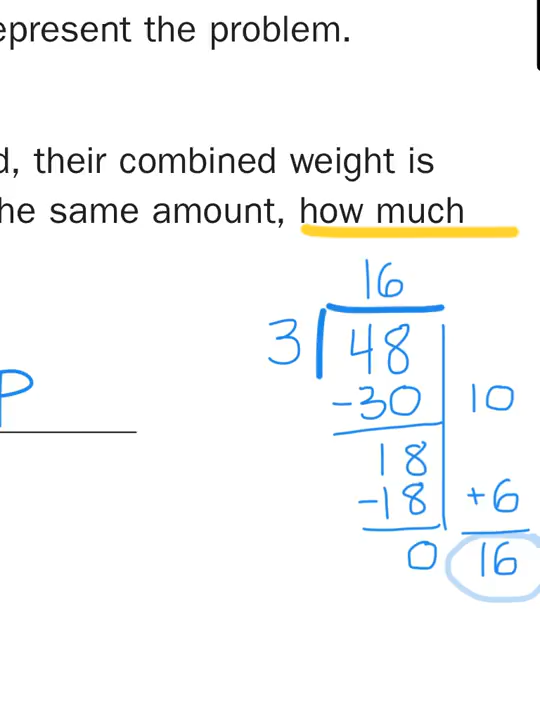 epresent the problem.
d, their combined weight is
he same amount, how much
16
3 48
-30 10
P
18
-18 +6
0 16